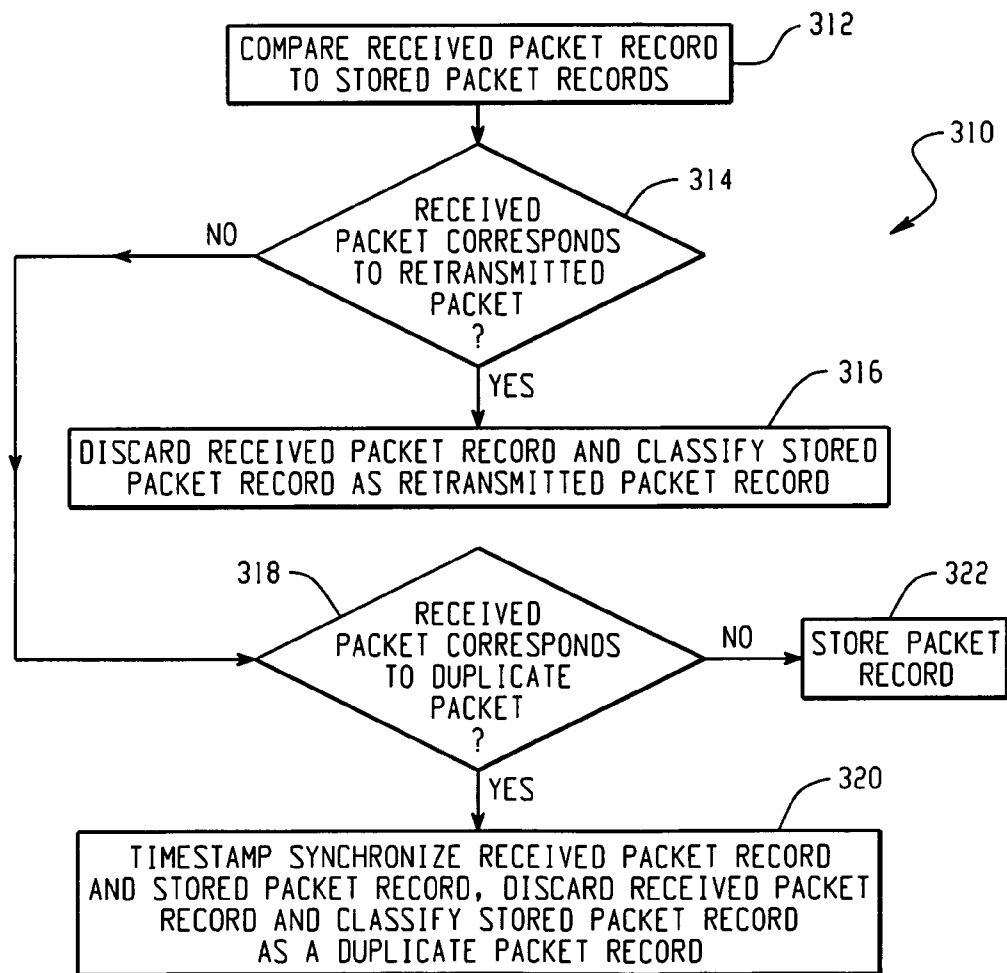 312
COMPARE RECEIVED PACKET RECORD
TO STORED PACKET RECORDS
310
314
RECEIVED
PACKET CORRESPONDS
TO RETRANSMITTED
PACKET
?
NO
YES
316
DISCARD RECEIVED PACKET RECORD AND CLASSIFY STORED
PACKET RECORD AS RETRANSMITTED PACKET RECORD
318
RECEIVED
PACKET CORRESPONDS
TO DUPLICATE
PACKET
?
NO
322
STORE PACKET
RECORD
YES
320
TIMESTAMP SYNCHRONIZE RECEIVED PACKET RECORD
AND STORED PACKET RECORD, DISCARD RECEIVED PACKET
RECORD AND CLASSIFY STORED PACKET RECORD
AS A DUPLICATE PACKET RECORD